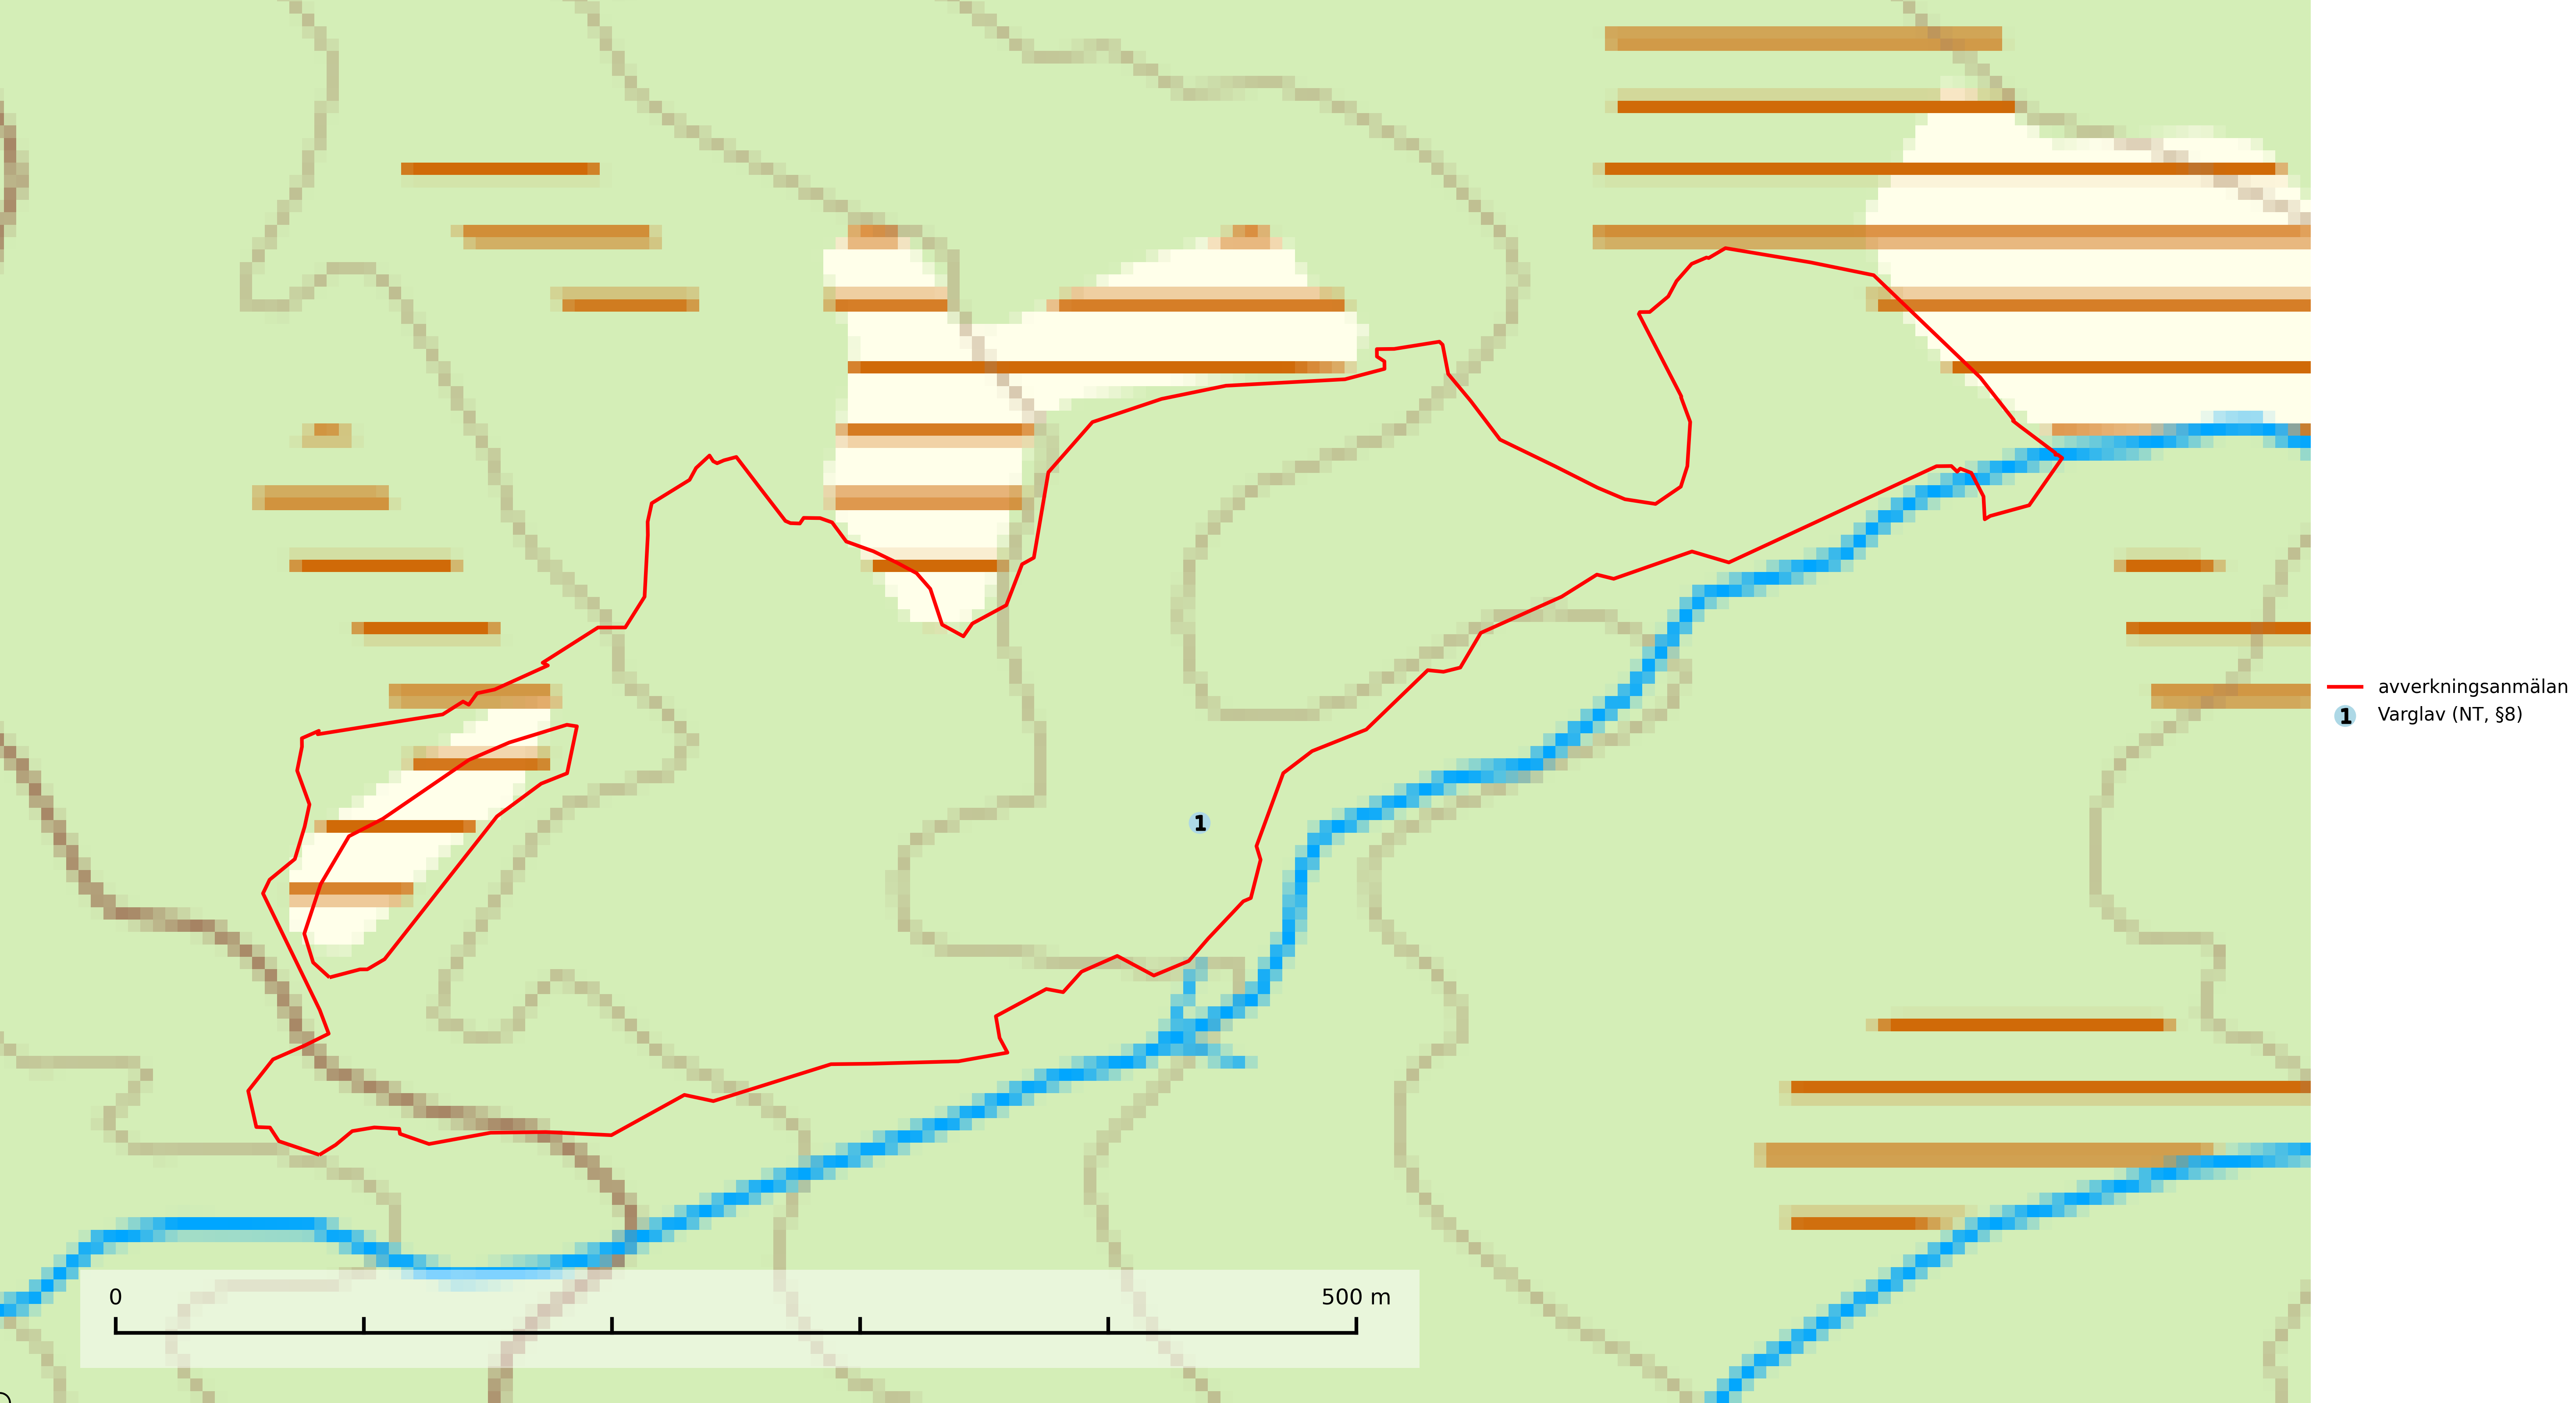 avverkningsanmälan
1 Varglav (NT, §8)
1
0 500 m